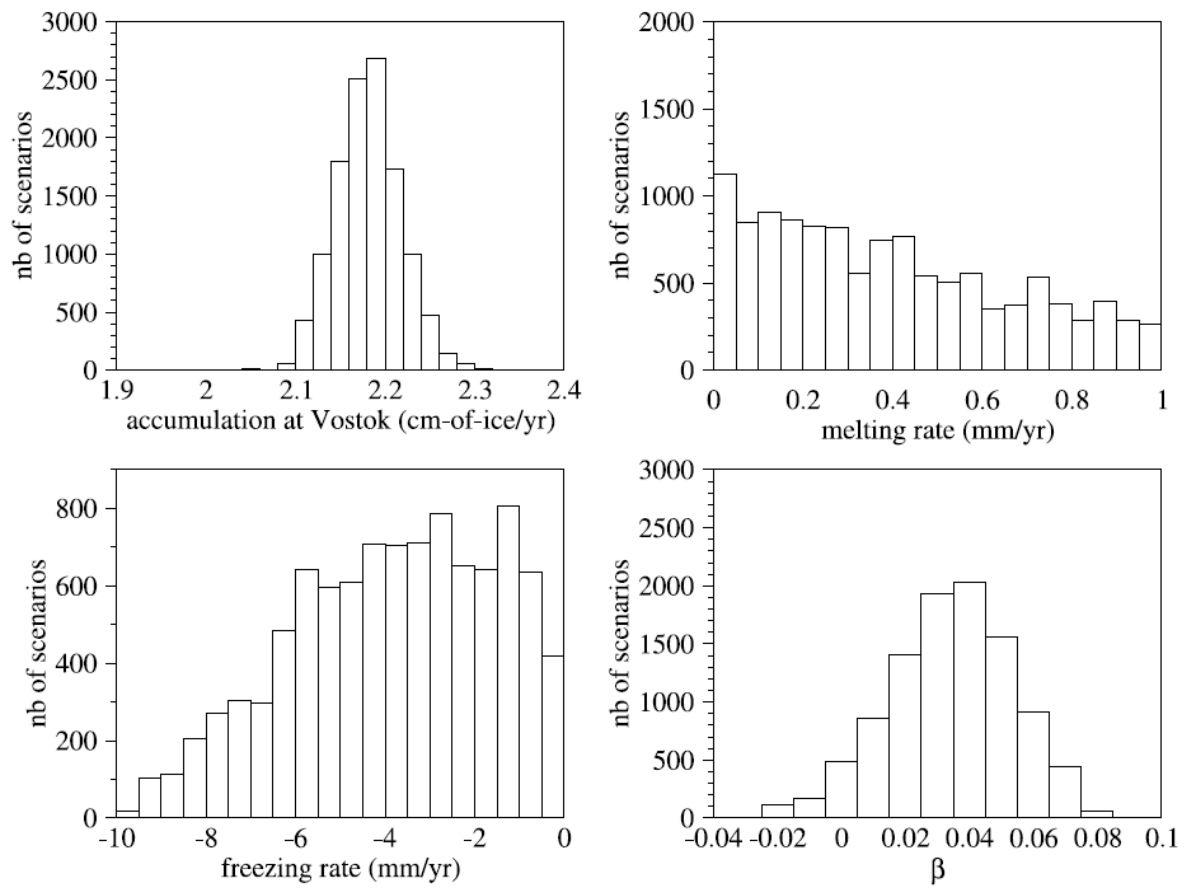 3000
2500
2000
1500
1000
500
0
nb of scenarios
1.9 2 2.1 2.2 2.3 2.4
accumulation at Vostok (cm-of-ice/yr)
2000
1500
1000
500
0
nb of scenarios
0 0.2 0.4 0.6 0.8 1
melting rate (mm/yr)
800
600
400
200
0
nb of scenarios
-10 -8 -6 -4 -2 0
freezing rate (mm/yr)
3000
2500
2000
1500
1000
500
0
nb of scenarios
-0.04 -0.02 0 0.02 0.04 0.06 0.08 0.1
β